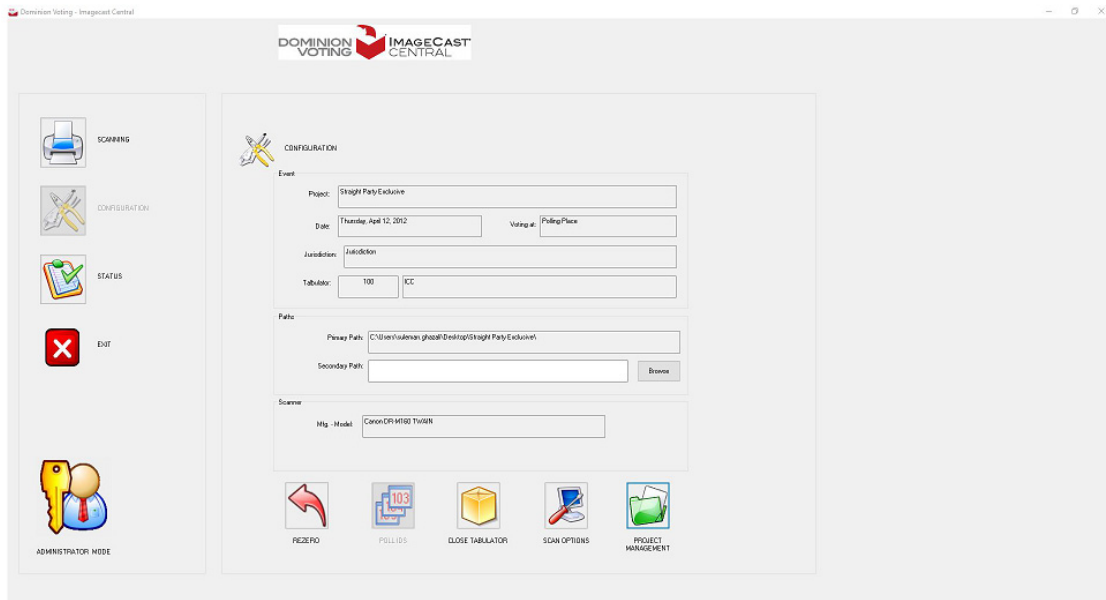 Dominion Voting - Imagecast Central
DOMINION VOTING
IMAGECAST CENTRAL
SCANNING
CONFIGURATION
STATUS
EXIT
ADMINISTRATOR MODE
CONFIGURATION
Event
Project: Straight Party Exclusive
Date: Thursday, April 12, 2012 Voting at: Polling Place
Jurisdiction: Jurisdiction
Tabulator: 100 ICC
Paths
Primary Path: C:\Users\suleman.ghazali\Desktop\Straight Party Exclusive\
Secondary Path: Browse
Scanner
Mfg. - Model: Canon DR-M160 TWAIN
103
REZERO
POLL IDS
CLOSE TABULATOR
SCAN OPTIONS
PROJECT
MANAGEMENT